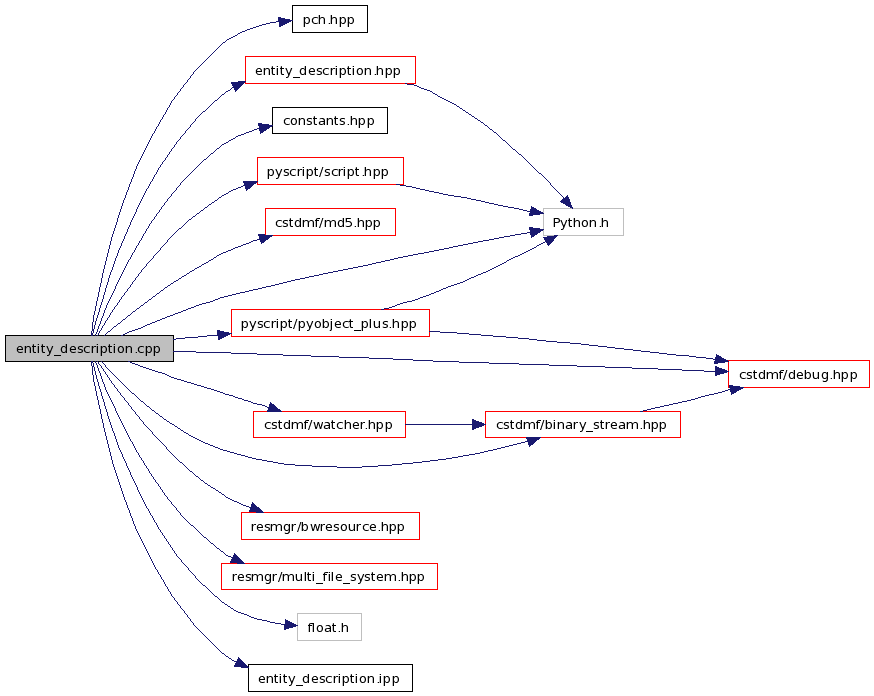 pch.hpp
entity_description.hpp
constants.hpp
pyscript/script.hpp
cstdmf/md5.hpp
Python.h
pyscript/pyobject_plus.hpp
entity_description.cpp
cstdmf/debug.hpp
cstdmf/watcher.hpp
cstdmf/binary_stream.hpp
resmgr/bwresource.hpp
resmgr/multi_file_system.hpp
float.h
entity_description.ipp